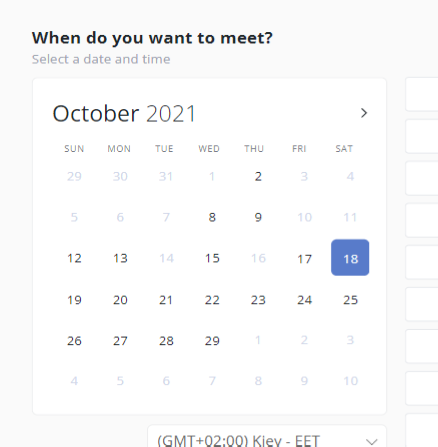 When do you want to meet?
Select a date and time
October 2021 >
SUN MON TUE WED THU FRI SAT
29 30 31 1 2 3 4
5 6 7 8 9 10 11
12 13 14 15 16 17 18
19 20 21 22 23 24 25
26 27 28 29 1 2 3
4 5 6 7 8 9 10
(GMT+02:00) Kiev - EET